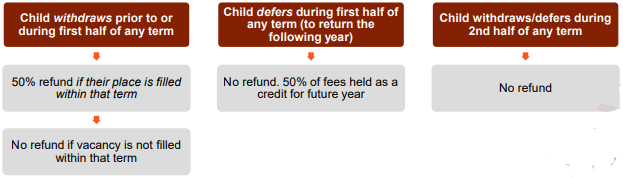 Child withdraws prior to or
during first half of any term
50% refund if their place is filled
within that term
No refund if vacancy is not filled
within that term
Child defers during first half of
any term (to return the
following year)
No refund. 50% of fees held as a
credit for future year
Child withdraws/defers during
2nd half of any term
No refund